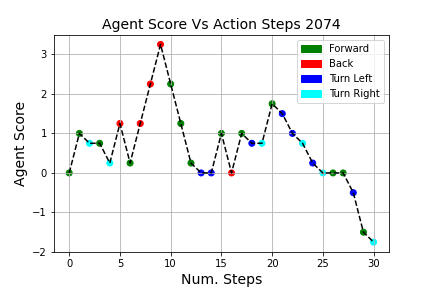 Agent Score Vs Action Steps 2074
Agent Score
3
2
1
0
−1
−2
Forward
Back
Turn Left
Turn Right
0 5 10 15 20 25 30
Num. Steps